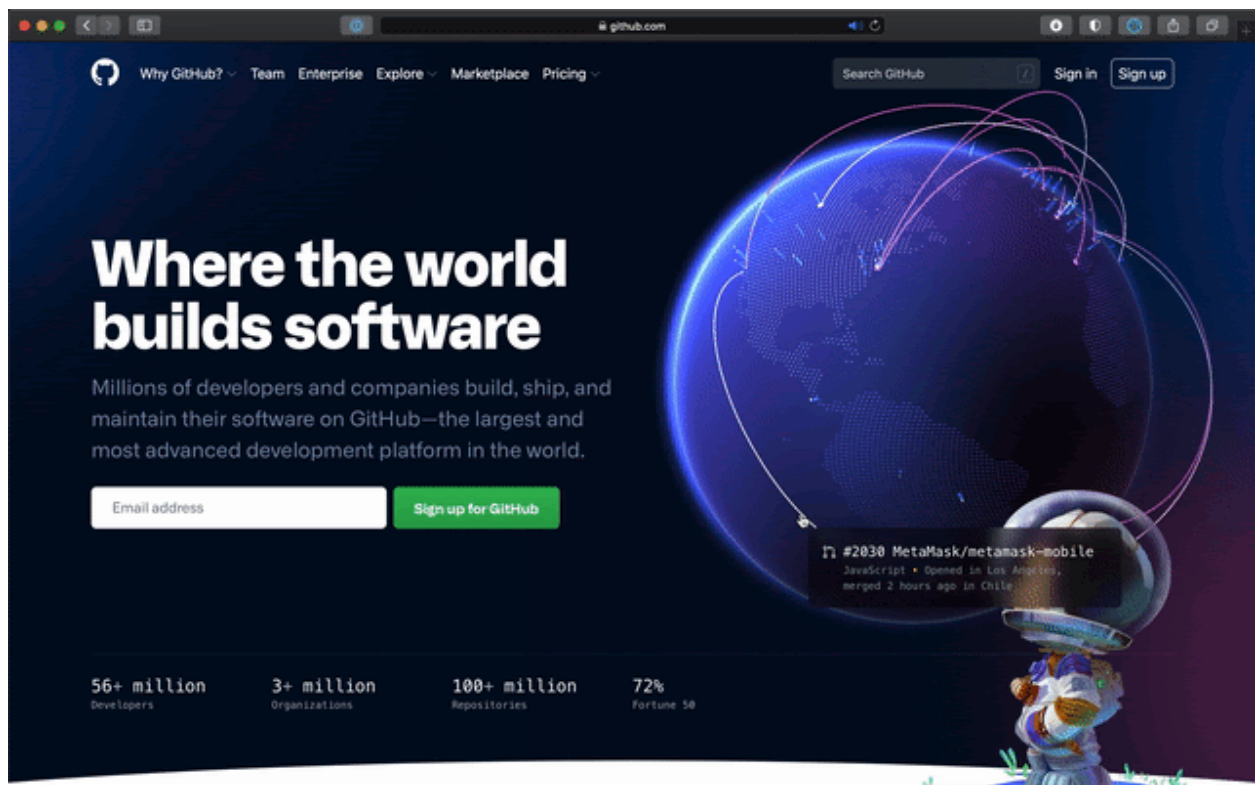 github.com
Why GitHub? Team Enterprise Explore Marketplace Pricing Search GitHub / Sign in Sign up
Where the world
builds software
Millions of developers and companies build, ship, and
maintain their software on GitHub—the largest and
most advanced development platform in the world.
Email address Sign up for GitHub
#2030 MetaMask/metamask-mobile
JavaScript • Opened in Los Angeles,
merged 2 hours ago in Chile
56+ million 3+ million 100+ million 72%
Developers Organizations Repositories Fortune 50